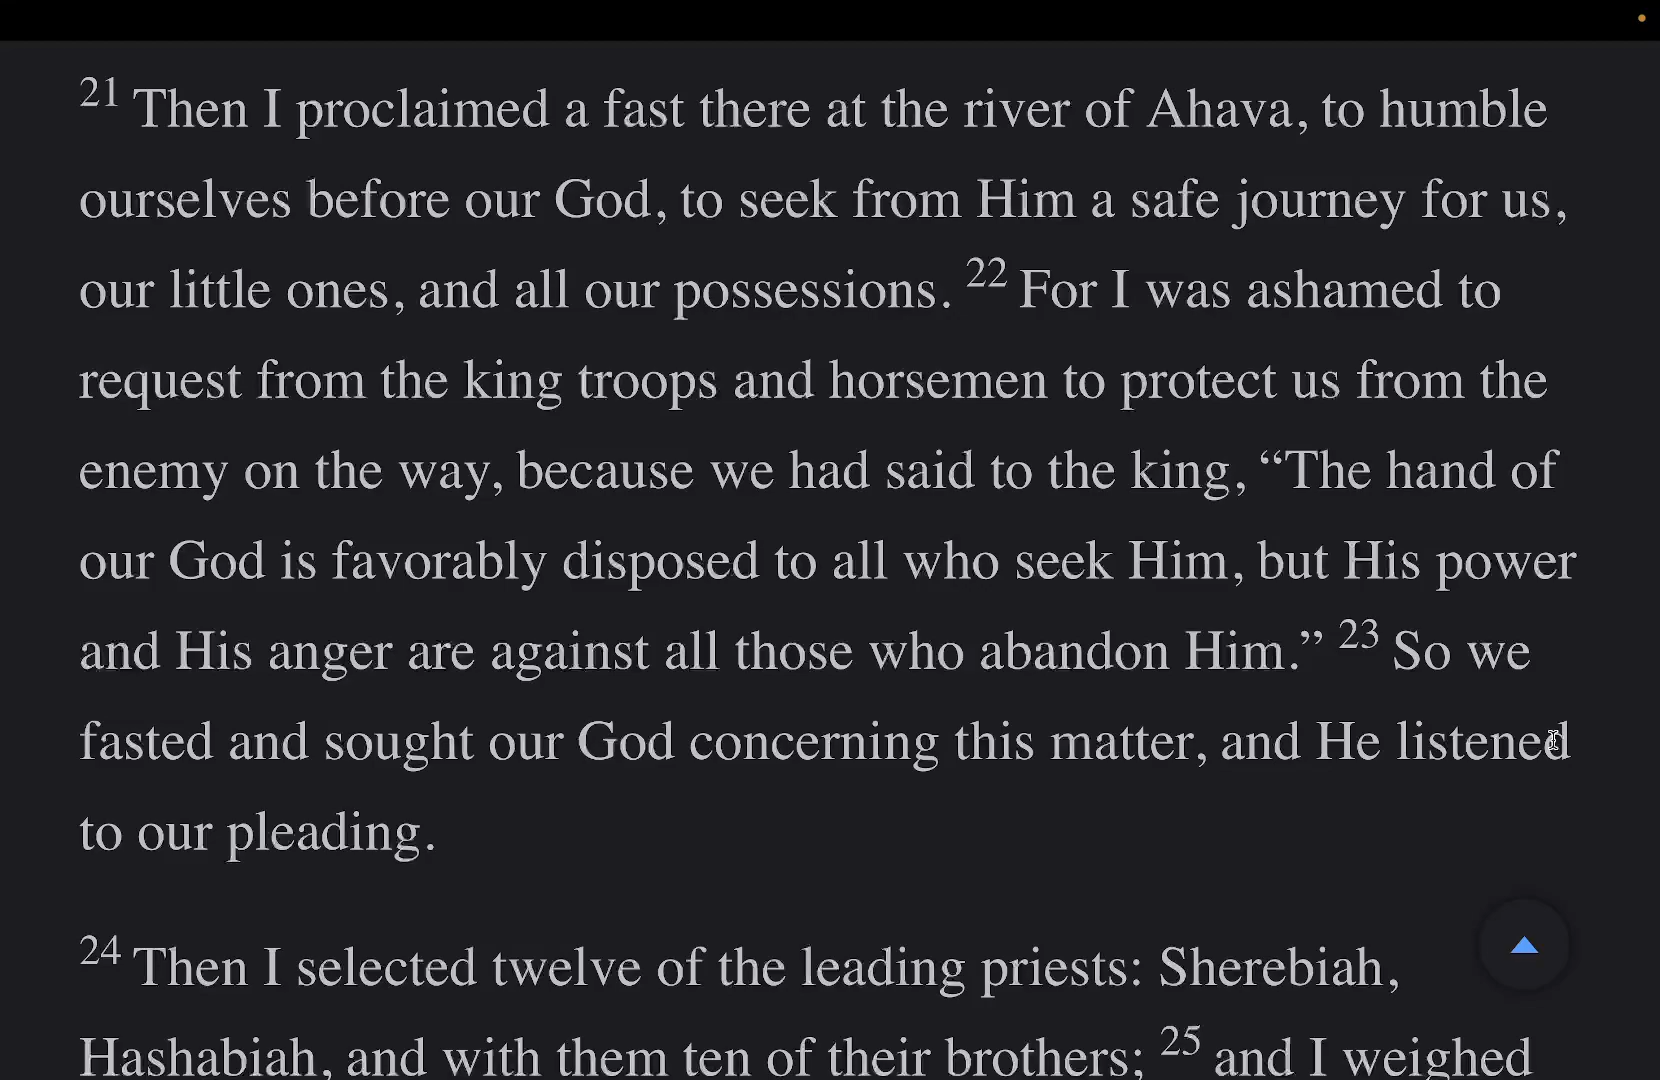 21 Then I proclaimed a fast there at the river of Ahava, to humble
ourselves before our God, to seek from Him a safe journey for us,
our little ones, and all our possessions. 22 For I was ashamed to
request from the king troops and horsemen to protect us from the
enemy on the way, because we had said to the king, “The hand of
our God is favorably disposed to all who seek Him, but His power
and His anger are against all those who abandon Him.” 23 So we
fasted and sought our God concerning this matter, and He listened
to our pleading.
24 Then I selected twelve of the leading priests: Sherebiah,
Hashabiah, and with them ten of their brothers; 25 and I weighed